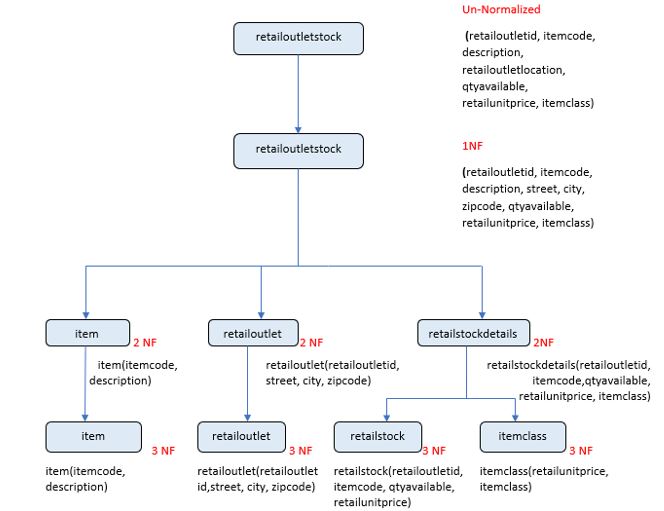 Un-Normalized
retailoutletstock
(retailoutletid, itemcode,
description,
retailoutletlocation,
qtyavailable,
retailunitprice, itemclass)
retailoutletstock
1NF
(retailoutletid, itemcode,
description, street, city,
zipcode, qtyavailable,
retailunitprice, itemclass)
item
2 NF
item(itemcode,
description)
retailoutlet
2 NF
retailoutlet(retailoutletid,
street, city, zipcode)
retailstockdetails
2NF
retailstockdetails(retailoutletid,
itemcode,qtyavailable,
retailunitprice, itemclass)
item
3 NF
item(itemcode,
description)
retailoutlet
3 NF
retailoutlet(retailoutlet
id,street, city, zipcode)
retailstock
3 NF
retailstock(retailoutletid,
itemcode, qtyavailable,
retailunitprice)
itemclass
3 NF
itemclass(retailunitprice,
itemclass)